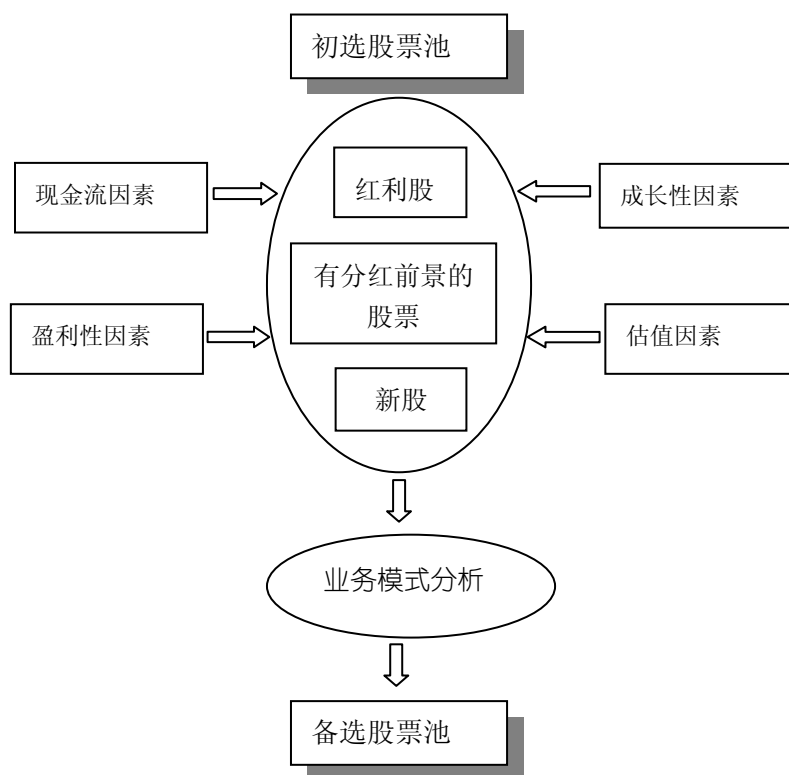 初选股票池
现金流因素
红利股
成长性因素
有分红前景的
股票
盈利性因素
估值因素
新股
业务模式分析
备选股票池